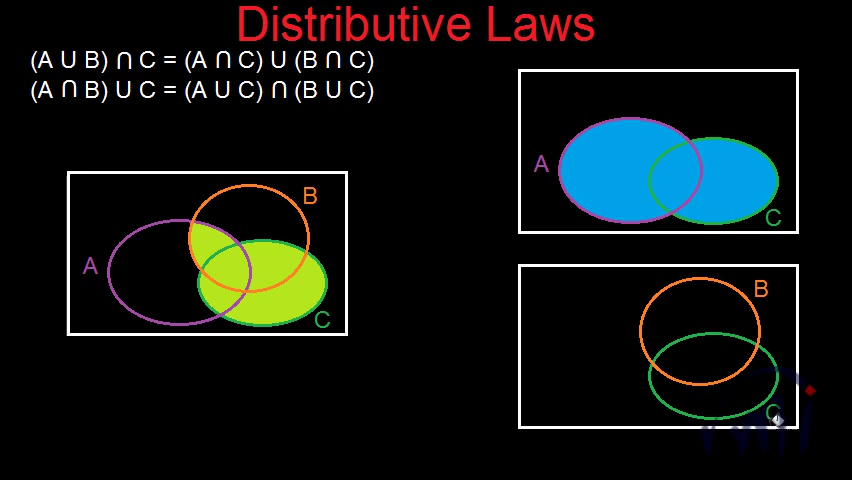 Distributive Laws
(A U B) ∩ C = (A ∩ C) U (B ∩ C)
(A ∩ B) U C = (A U C) ∩ (B U C)
A
B
C
A
C
B
C